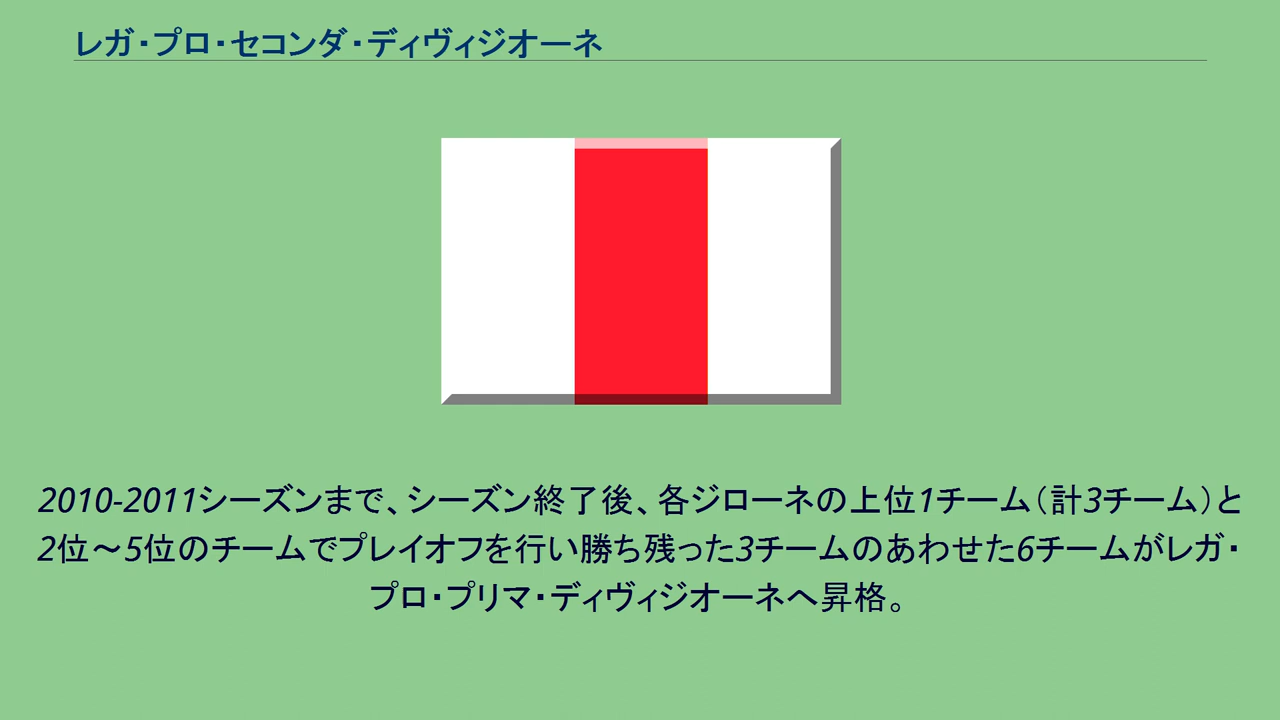 レガ・プロ・セコンダ・ディヴィジオーネ
2010-2011シーズンまで、シーズン終了後、各ジローネの上位1チーム（計3チーム）と
2位～5位のチームでプレイオフを行い勝ち残った3チームのあわせた6チームがレガ・
プロ・プリマ・ディヴィジオーネへ昇格。